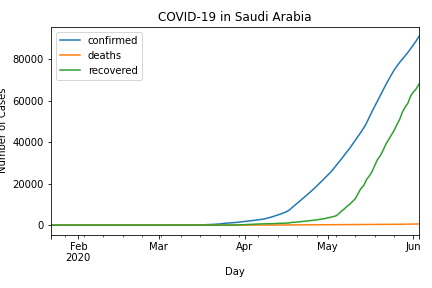 COVID-19 in Saudi Arabia
confirmed
deaths
recovered
80000
60000
40000
20000
0
Number of Cases
Feb
2020
Mar
Apr
May
Jun
Day